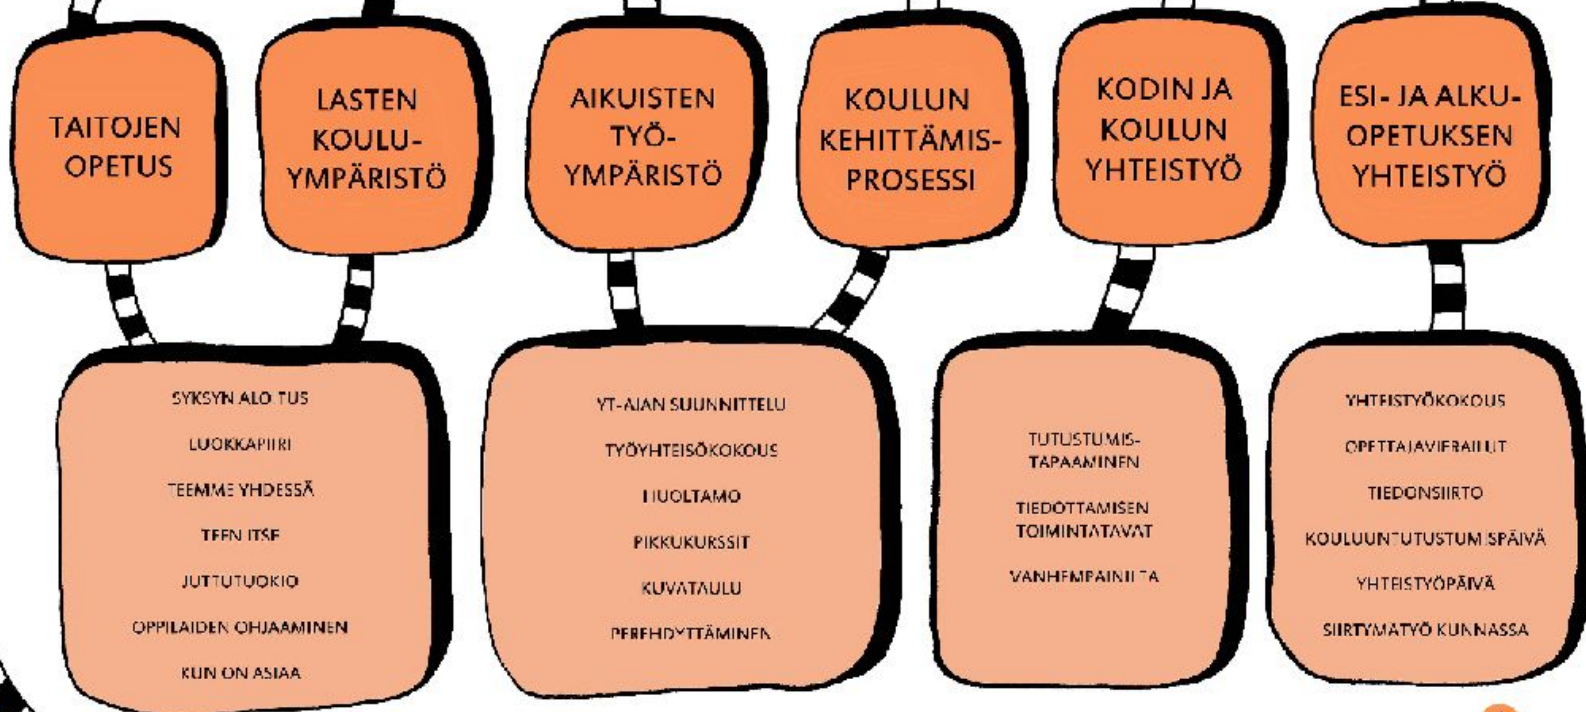 TAITOJEN
OPETUS
LASTEN
KOULU-
YMPÄRISTÖ
AIKUISTEN
TYÖ-
YMPÄRISTÖ
KOULUN
KEHITTÄMIS-
PROSESSI
KODIN JA
KOULUN
YHTEISTYÖ
ESI- JA ALKU-
OPETUKSEN
YHTEISTYÖ
SYKSYN ALOITUS
LUOKKAPIIRI
TEEMME YHDESSÄ
TEEN ITSE
JUTTUTUOKIO
OPPILAIDEN OHJAAMINEN
KUN ON ASIAA
YT-AJAN SUUNNITTELU
TYÖYHTEISÖKOKOUS
HUOLTAMO
PIKKUKURSSIT
KUVATAULU
PEREHDYTTÄMINEN
TUTUSTUMIS-
TAPAAMINEN
TIEDOTTAMISEN
TOIMINTATAVAT
VANHEMPAINILTA
YHTEISTYÖKOKOUS
OPETTAJAVIERAILUT
TIEDONSIIRTO
KOULUUNTUTUSTUMISPÄIVÄ
YHTEISTYÖPÄIVÄ
SIIRTYMÄTYÖ KUNNASSA